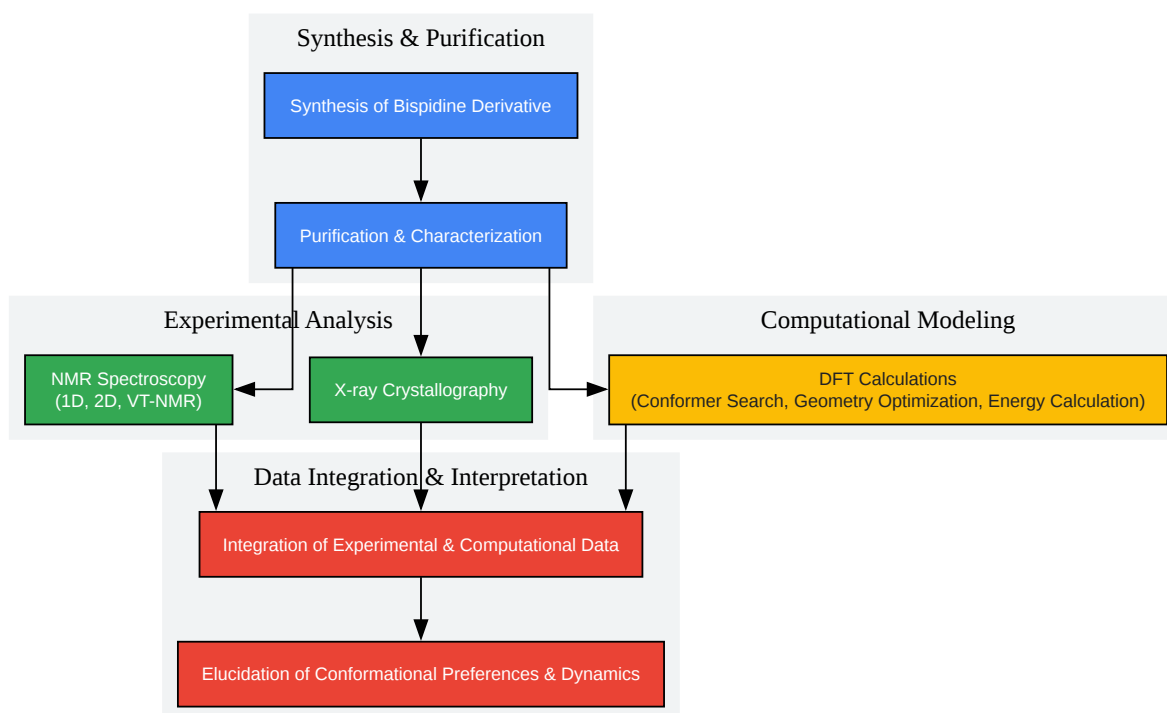 Synthesis & Purification
Synthesis of Bispidine Derivative
Purification & Characterization
Experimental Analysis
Computational Modeling
NMR Spectroscopy
(1D, 2D, VT-NMR)
X-ray Crystallography
DFT Calculations
(Conformer Search, Geometry Optimization, Energy Calculation)
Data Integration & Interpretation
Integration of Experimental & Computational Data
Elucidation of Conformational Preferences & Dynamics